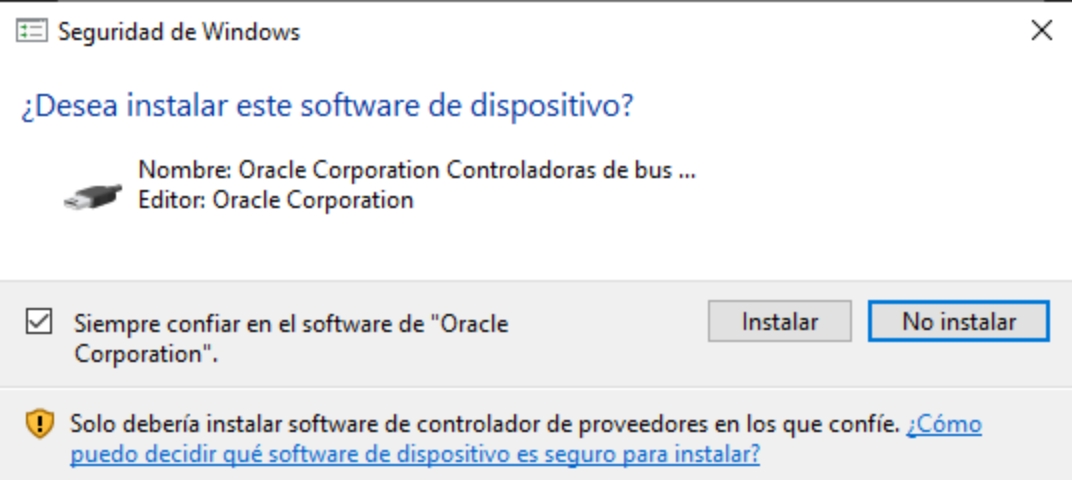 Seguridad de Windows
¿Desea instalar este software de dispositivo?
Nombre: Oracle Corporation Controladoras de bus ...
Editor: Oracle Corporation
Siempre confiar en el software de "Oracle
Corporation".
Instalar
No instalar
Solo debería instalar software de controlador de proveedores en los que confíe. ¿Cómo
puedo decidir qué software de dispositivo es seguro para instalar?